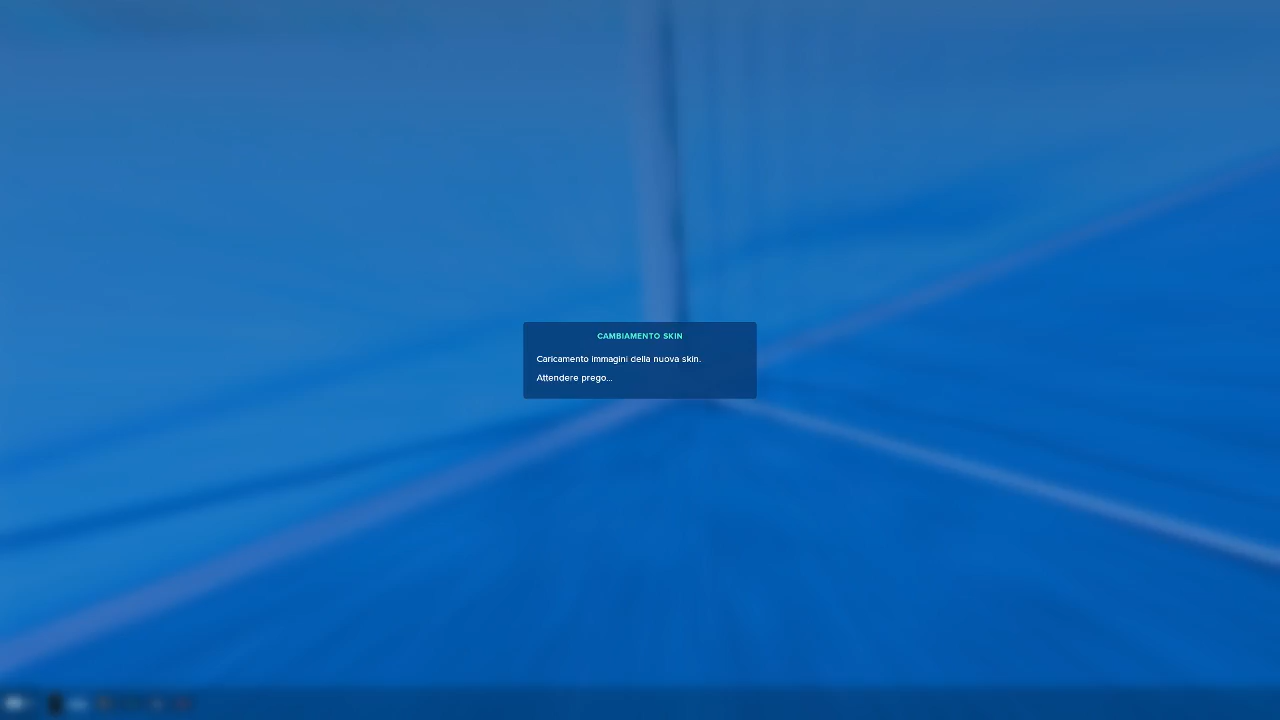 CAMBIAMENTO SKIN
Caricamento immagini della nuova skin.
Attendere prego...